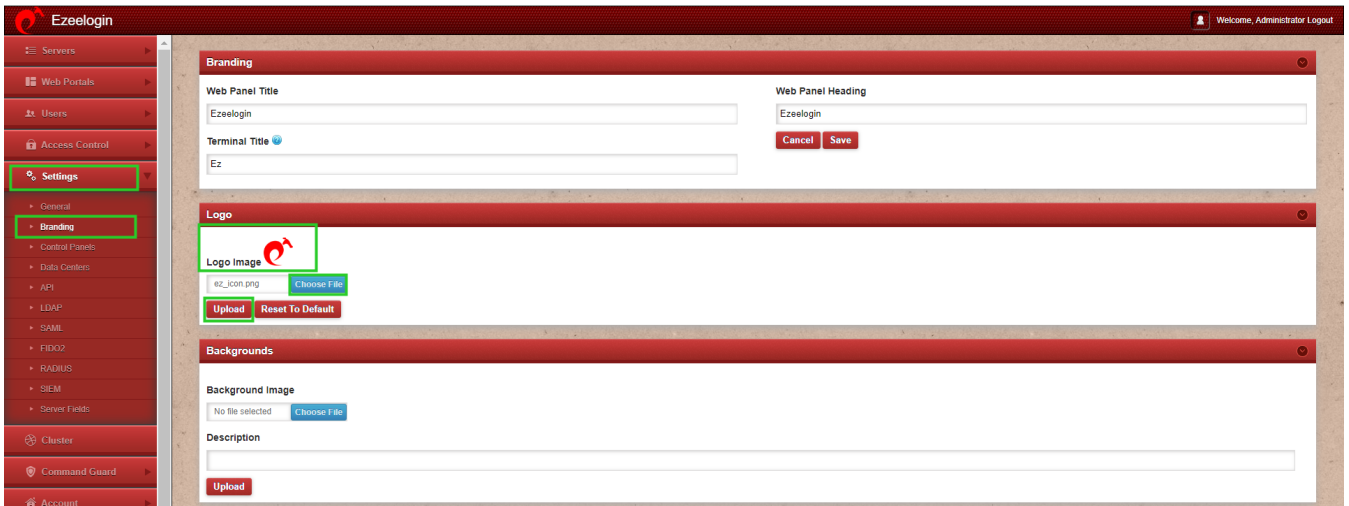 Ezeelogin
Welcome, Administrator Logout
Servers
Web Portals
Users
Access Control
Settings
General
Branding
Control Panels
Data Centers
API
LDAP
SAML
FIDO2
RADIUS
SIEM
Server Fields
Cluster
Command Guard
Account
Branding
Web Panel Title
Ezeelogin
Terminal Title
Ez
Web Panel Heading
Ezeelogin
Cancel Save
Logo
Logo Image
ez_icon.png Choose File
Upload Reset To Default
Backgrounds
Background Image
No file selected Choose File
Description
Upload